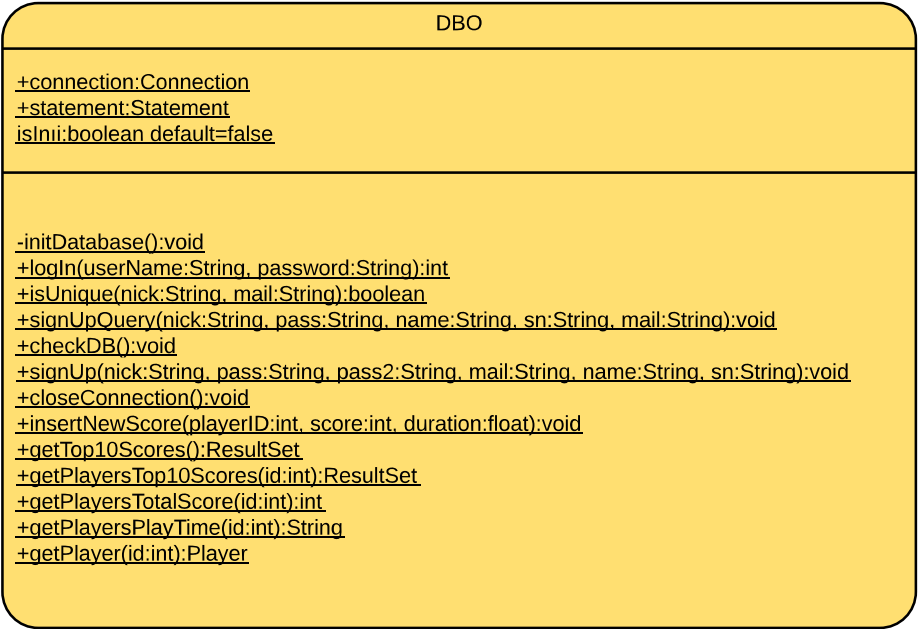 DBO
+connection:Connection
+statement:Statement
isInıi:boolean default=false
-initDatabase():void
+logIn(userName:String, password:String):int
+isUnique(nick:String, mail:String):boolean
+signUpQuery(nick:String, pass:String, name:String, sn:String, mail:String):void
+checkDB():void
+signUp(nick:String, pass:String, pass2:String, mail:String, name:String, sn:String):void
+closeConnection():void
+insertNewScore(playerID:int, score:int, duration:float):void
+getTop10Scores():ResultSet
+getPlayersTop10Scores(id:int):ResultSet
+getPlayersTotalScore(id:int):int
+getPlayersPlayTime(id:int):String
+getPlayer(id:int):Player